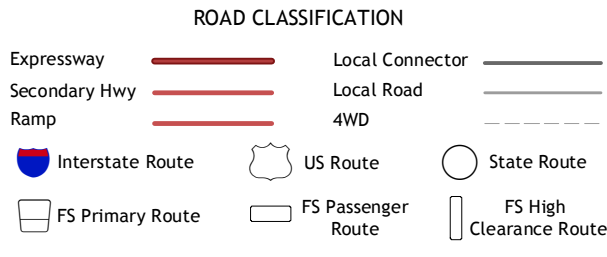 ROAD CLASSIFICATION
Expressway
Local Connector
Secondary Hwy
Local Road
Ramp
4WD
Interstate Route
US Route
State Route
FS Primary Route
FS Passenger
Route
FS High
Clearance Route